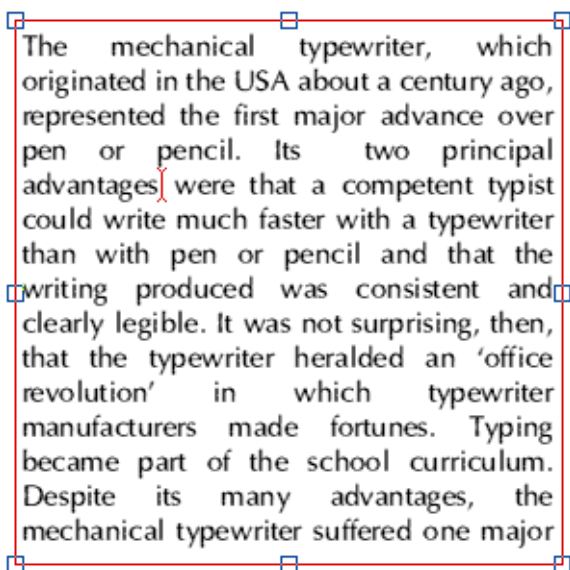 The mechanical typewriter, which
originated in the USA about a century ago,
represented the first major advance over
pen or pencil. Its two principal
advantages were that a competent typist
could write much faster with a typewriter
than with pen or pencil and that the
writing produced was consistent and
clearly legible. It was not surprising, then,
that the typewriter heralded an ‘office
revolution’ in which typewriter
manufacturers made fortunes. Typing
became part of the school curriculum.
Despite its many advantages, the
mechanical typewriter suffered one major